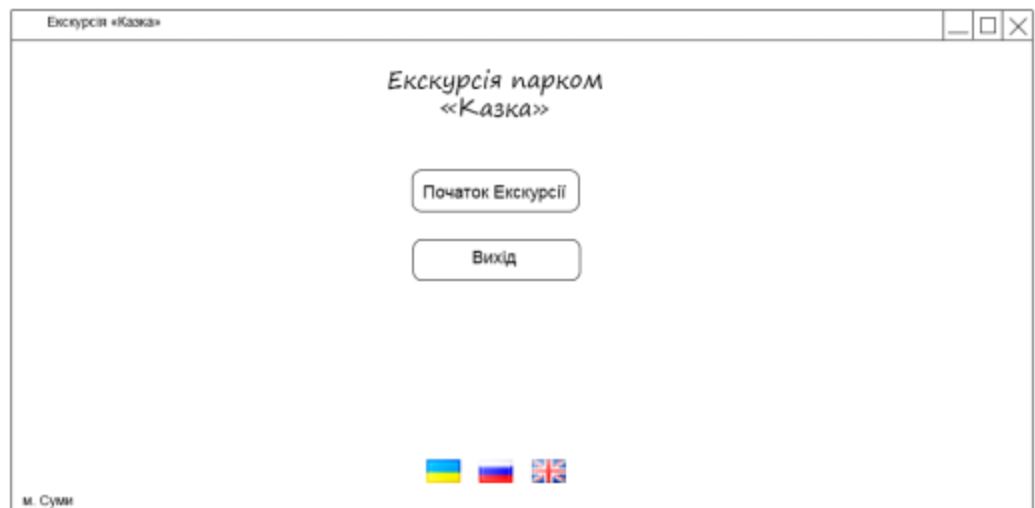 Екскурсія «Казка»
Екскурсія парком
«Казка»
Початок Екскурсії
Вихід
м. Суми